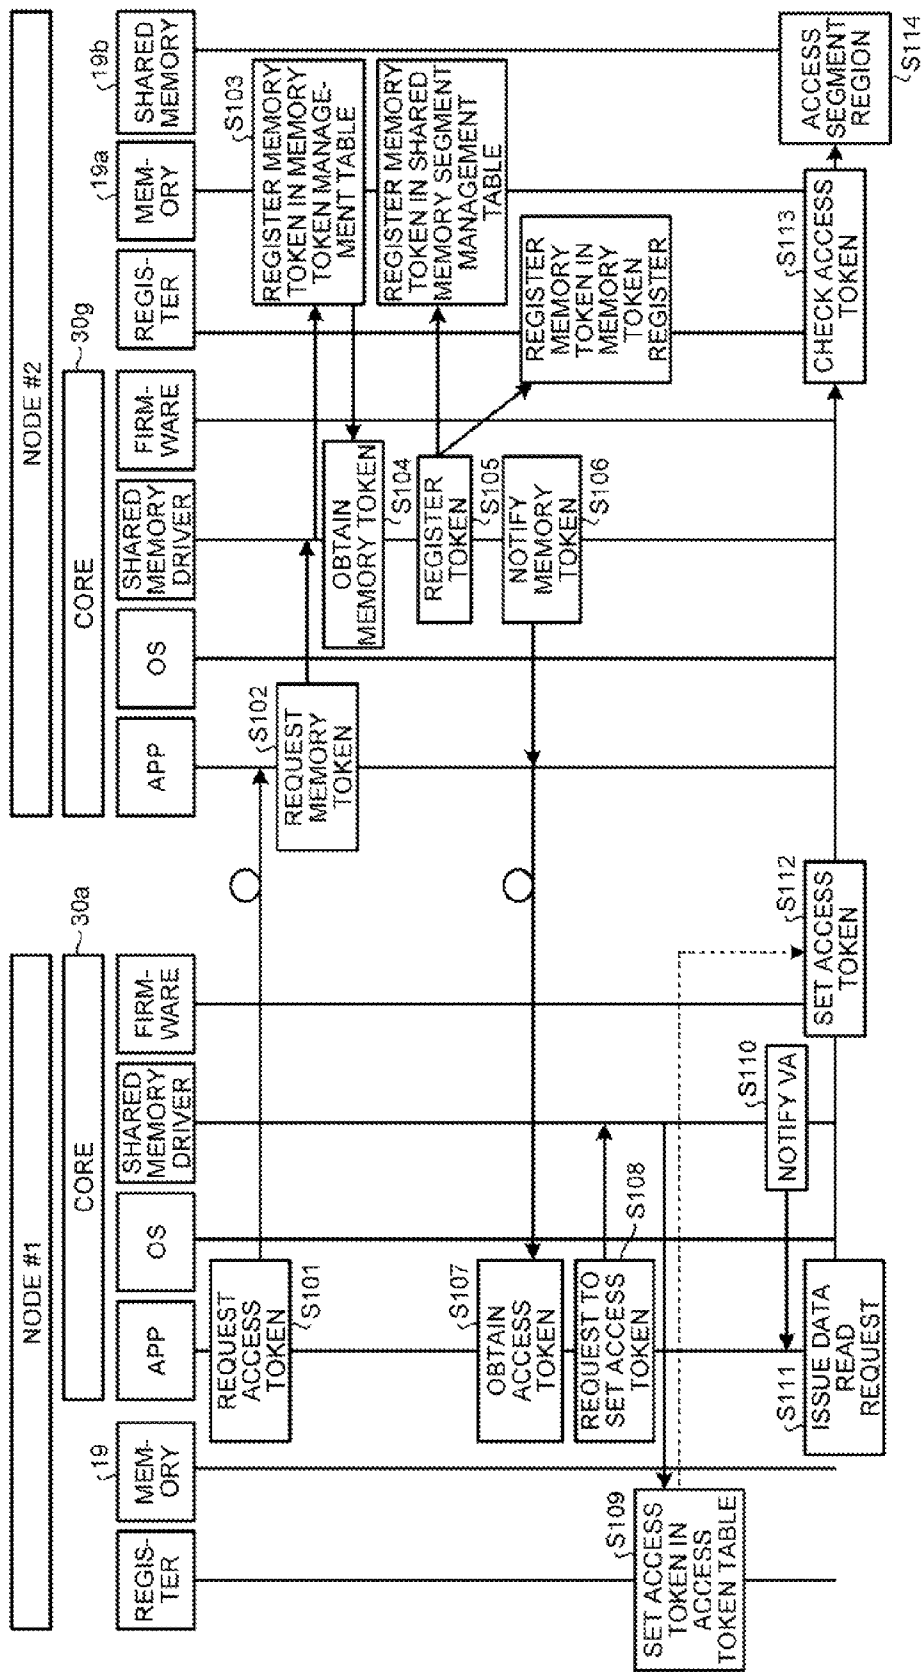 NODE #1
NODE #2
CORE
30a
CORE
30g
REGIS-
TER
19
MEM-
ORY
APP
OS
SHARED
MEMORY
DRIVER
FIRM-
WARE
APP
OS
SHARED
MEMORY
DRIVER
FIRM-
WARE
REGIS-
TER
19a
MEM-
ORY
19b
SHARED
MEMORY
REQUEST
ACCESS
TOKEN
S101
S102
REQUEST
MEMORY
TOKEN
S103
REGISTER MEMORY
TOKEN IN MEMORY
TOKEN MANAGE-
MENT TABLE
OBTAIN
MEMORY TOKEN
S104
REGISTER
TOKEN
S105
REGISTER MEMORY
TOKEN IN SHARED
MEMORY SEGMENT
MANAGEMENT
TABLE
REGISTER
MEMORY
TOKEN IN
MEMORY
TOKEN
REGISTER
NOTIFY
MEMORY
TOKEN
S106
S107
OBTAIN
ACCESS
TOKEN
REQUEST TO
SET ACCESS
TOKEN
S108
S109
SET ACCESS
TOKEN IN
ACCESS
TOKEN TABLE
S110
NOTIFY VA
S111
ISSUE DATA
READ
REQUEST
S112
SET ACCESS
TOKEN
S113
CHECK ACCESS
TOKEN
ACCESS
SEGMENT
REGION
S114